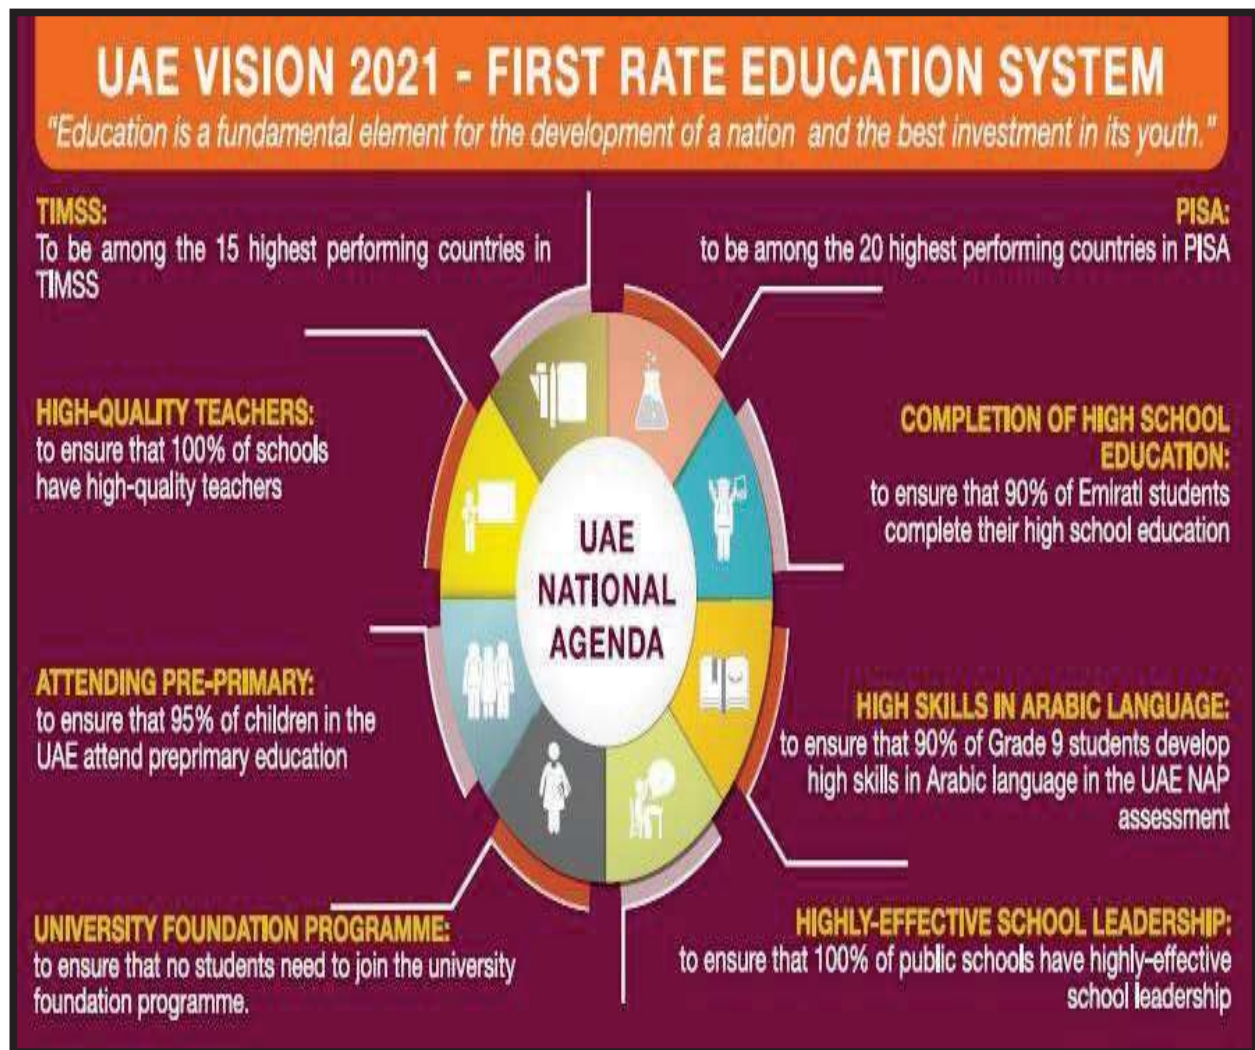 UAE VISION 2021 - FIRST RATE EDUCATION SYSTEM
"Education is a fundamental element for the development of a nation and the best investment in its youth."
TIMSS:
To be among the 15 highest performing countries in
TIMSS
PISA:
to be among the 20 highest performing countries in PISA
HIGH-QUALITY TEACHERS:
to ensure that 100% of schools
have high-quality teachers
COMPLETION OF HIGH SCHOOL
EDUCATION:
to ensure that 90% of Emirati students
complete their high school education
UAE
NATIONAL
AGENDA
ATTENDING PRE-PRIMARY:
to ensure that 95% of children in the
UAE attend preprimary education
HIGH SKILLS IN ARABIC LANGUAGE:
to ensure that 90% of Grade 9 students develop
high skills in Arabic language in the UAE NAP
assessment
UNIVERSITY FOUNDATION PROGRAMME:
to ensure that no students need to join the university
foundation programme.
HIGHLY-EFFECTIVE SCHOOL LEADERSHIP:
to ensure that 100% of public schools have highly-effective
school leadership